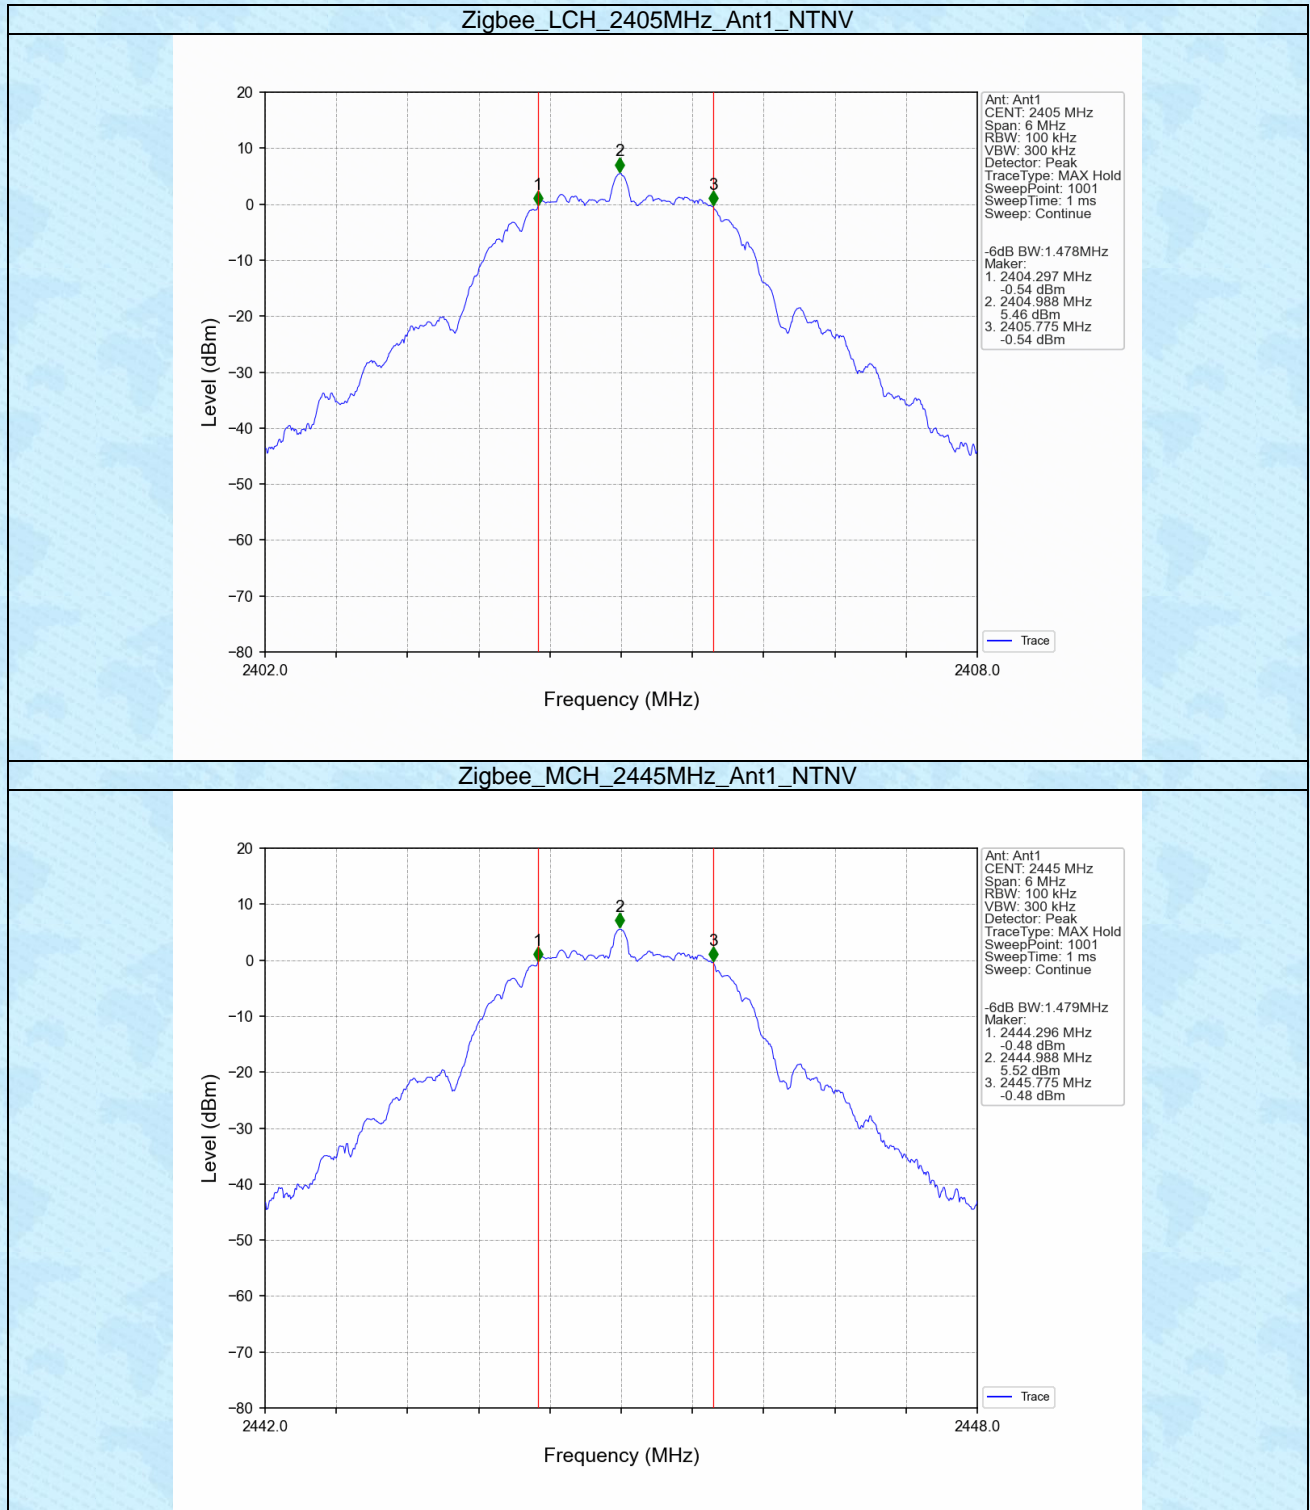 Zigbee_LCH_2405MHz_Ant1_NTNV
20
10
0
−10
−20
−30
−40
−50
−60
−70
−80
Level (dBm)
1
2
3
2402.0
2408.0
Frequency (MHz)
Ant: Ant1
CENT: 2405 MHz
Span: 6 MHz
RBW: 100 kHz
VBW: 300 kHz
Detector: Peak
TraceType: MAX Hold
SweepPoint: 1001
SweepTime: 1 ms
Sweep: Continue
-6dB BW:1.478MHz
Maker:
1. 2404.297 MHz
-0.54 dBm
2. 2404.988 MHz
5.46 dBm
3. 2405.775 MHz
-0.54 dBm
Trace
Zigbee_MCH_2445MHz_Ant1_NTNV
20
10
0
−10
−20
−30
−40
−50
−60
−70
−80
Level (dBm)
1
2
3
2442.0
2448.0
Frequency (MHz)
Ant: Ant1
CENT: 2445 MHz
Span: 6 MHz
RBW: 100 kHz
VBW: 300 kHz
Detector: Peak
TraceType: MAX Hold
SweepPoint: 1001
SweepTime: 1 ms
Sweep: Continue
-6dB BW:1.479MHz
Maker:
1. 2444.296 MHz
-0.48 dBm
2. 2444.988 MHz
5.52 dBm
3. 2445.775 MHz
-0.48 dBm
Trace